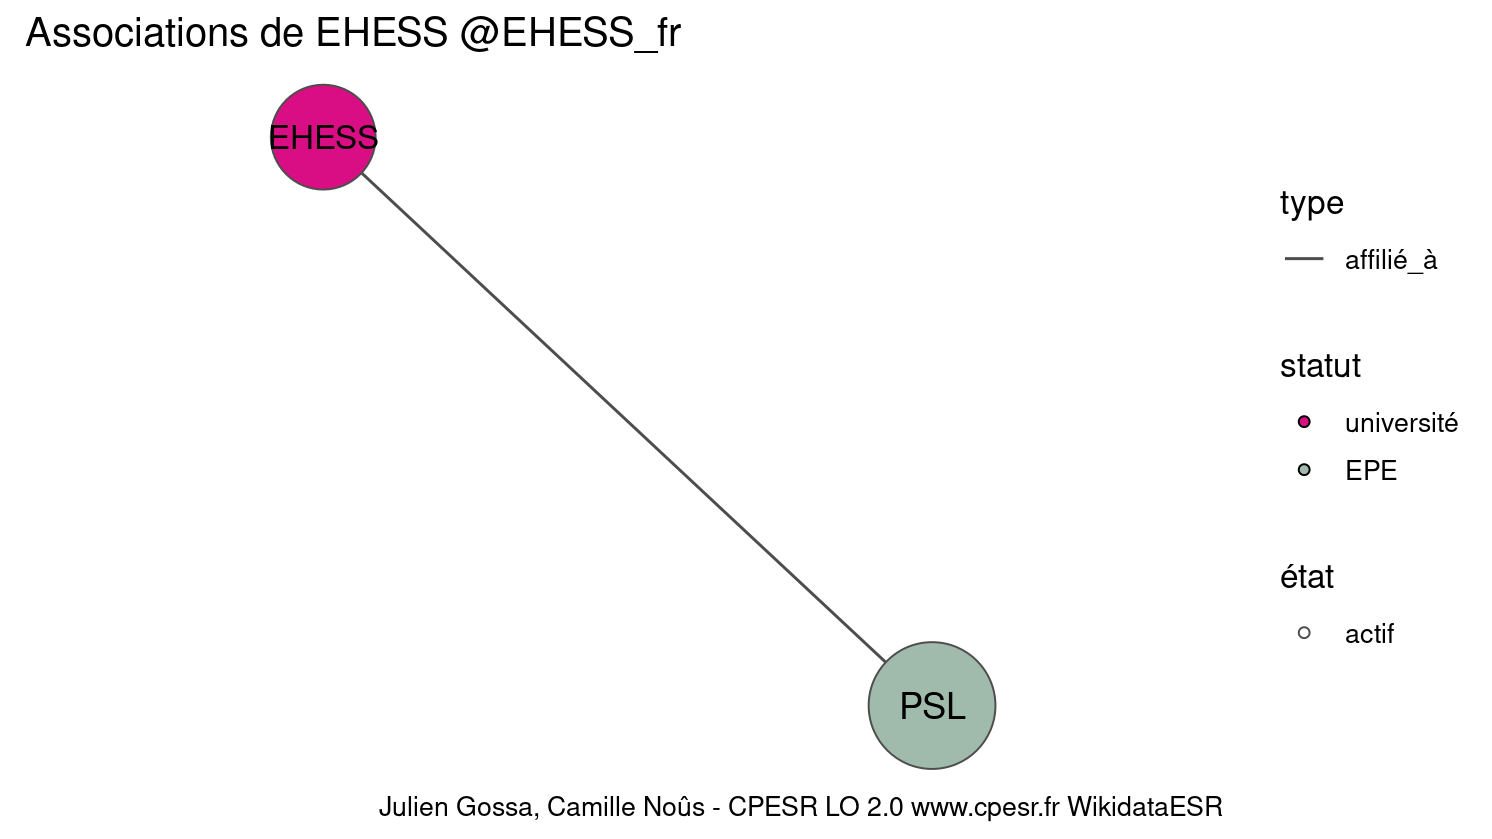 Associations de EHESS @EHESS_fr
EHESS
type
affilié_à
statut
université
EPE
état
actif
PSL
Julien Gossa, Camille Noûs - CPESR LO 2.0 www.cpesr.fr WikidataESR